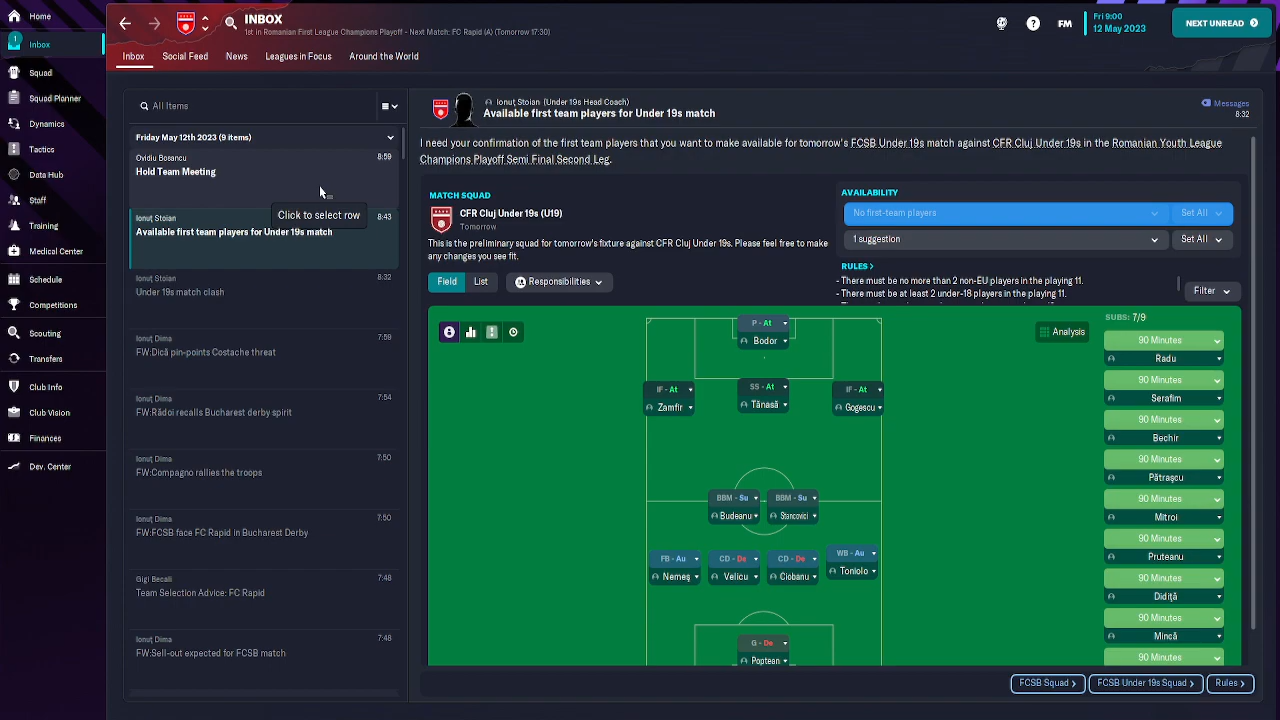 Home
1
Inbox
Squad
Squad Planner
Dynamics
Tactics
Data Hub
Staff
Training
Medical Center
Schedule
Competitions
Scouting
Transfers
Club Info
Club Vision
Finances
Dev. Center
INBOX
1st in Romanian First League Champions Playoff - Next Match: FC Rapid (A) (Tomorrow 17:30)
FM
Fri 9:00
12 May 2023
NEXT UNREAD
Inbox
Social Feed
News
Leagues in Focus
Around the World
All Items
Friday May 12th 2023 (9 items)
Ovidiu Bosancu
8:59
Hold Team Meeting
Click to select row
Ionuț Stoian
8:43
Available first team players for Under 19s match
Ionuț Stoian
8:32
Under 19s match clash
Ionuț Dima
7:59
FW:Dică pin-points Costache threat
Ionuț Dima
7:54
FW:Rădoi recalls Bucharest derby spirit
Ionuț Dima
7:50
FW:Compagno rallies the troops
Ionuț Dima
7:50
FW:FCSB face FC Rapid in Bucharest Derby
Gigi Becali
7:48
Team Selection Advice: FC Rapid
Ionuț Dima
7:48
FW:Sell-out expected for FCSB match
Ionuț Stoian (Under 19s Head Coach)
Available first team players for Under 19s match
Messages
8:32
I need your confirmation of the first team players that you want to make available for tomorrow's FCSB Under 19s match against CFR Cluj Under 19s in the Romanian Youth League
Champions Playoff Semi Final Second Leg.
MATCH SQUAD
CFR Cluj Under 19s (U19)
Tomorrow
This is the preliminary squad for tomorrow's fixture against CFR Cluj Under 19s. Please feel free to make
any changes you see fit.
Field
List
Responsibilities
AVAILABILITY
No first-team players
Set All
1 suggestion
Set All
RULES >
- There must be no more than 2 non-EU players in the playing 11.
- There must be at least 2 under-18 players in the playing 11.
Filter
Analysis
P - At
Bodor
IF - At
Zamfir
SS - At
Tănasă
IF - At
Gogescu
BBM - Su
Budeanu
BBM - Su
Stancovici
FB - Au
Nemeș
CD - De
Velicu
CD - De
Ciobanu
WB - Au
Toniolo
G - De
Poptean
SUBS: 7/9
90 Minutes
Radu
90 Minutes
Serafim
90 Minutes
Bechir
90 Minutes
Pătrașcu
90 Minutes
Mitroi
90 Minutes
Pruteanu
90 Minutes
Didiță
90 Minutes
Mincă
90 Minutes
FCSB Squad >
FCSB Under 19s Squad >
Rules >